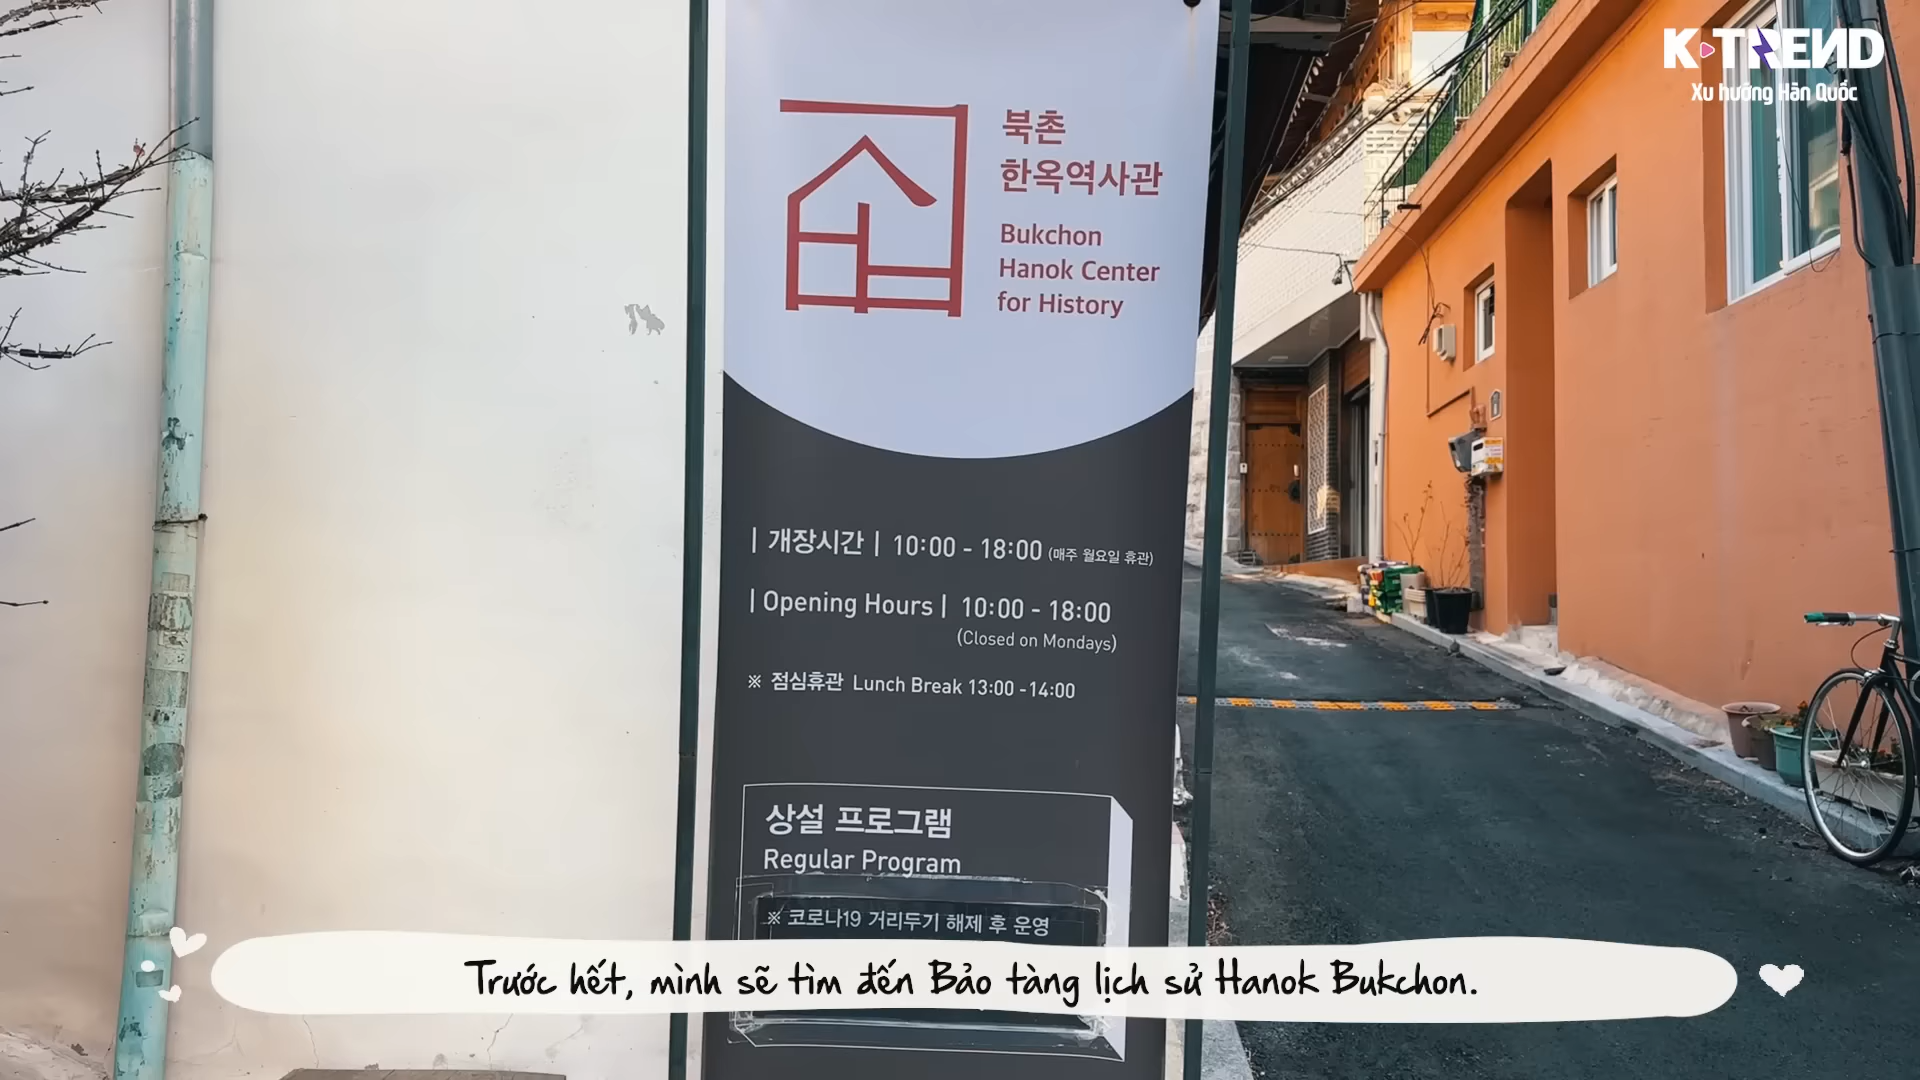 K TREND
Xu hướng Hàn Quốc
북촌
한옥역사관
Bukchon
Hanok Center
for History
| 개장시간 | 10:00 - 18:00 (매주 월요일 휴관)
| Opening Hours | 10:00 - 18:00
(Closed on Mondays)
※ 점심휴관 Lunch Break 13:00 -14:00
상설 프로그램
Regular Program
※ 코로나19 거리두기 해제 후 운영
Trước hết, mình sẽ tìm đến Bảo tàng lịch sử Hanok Bukchon.